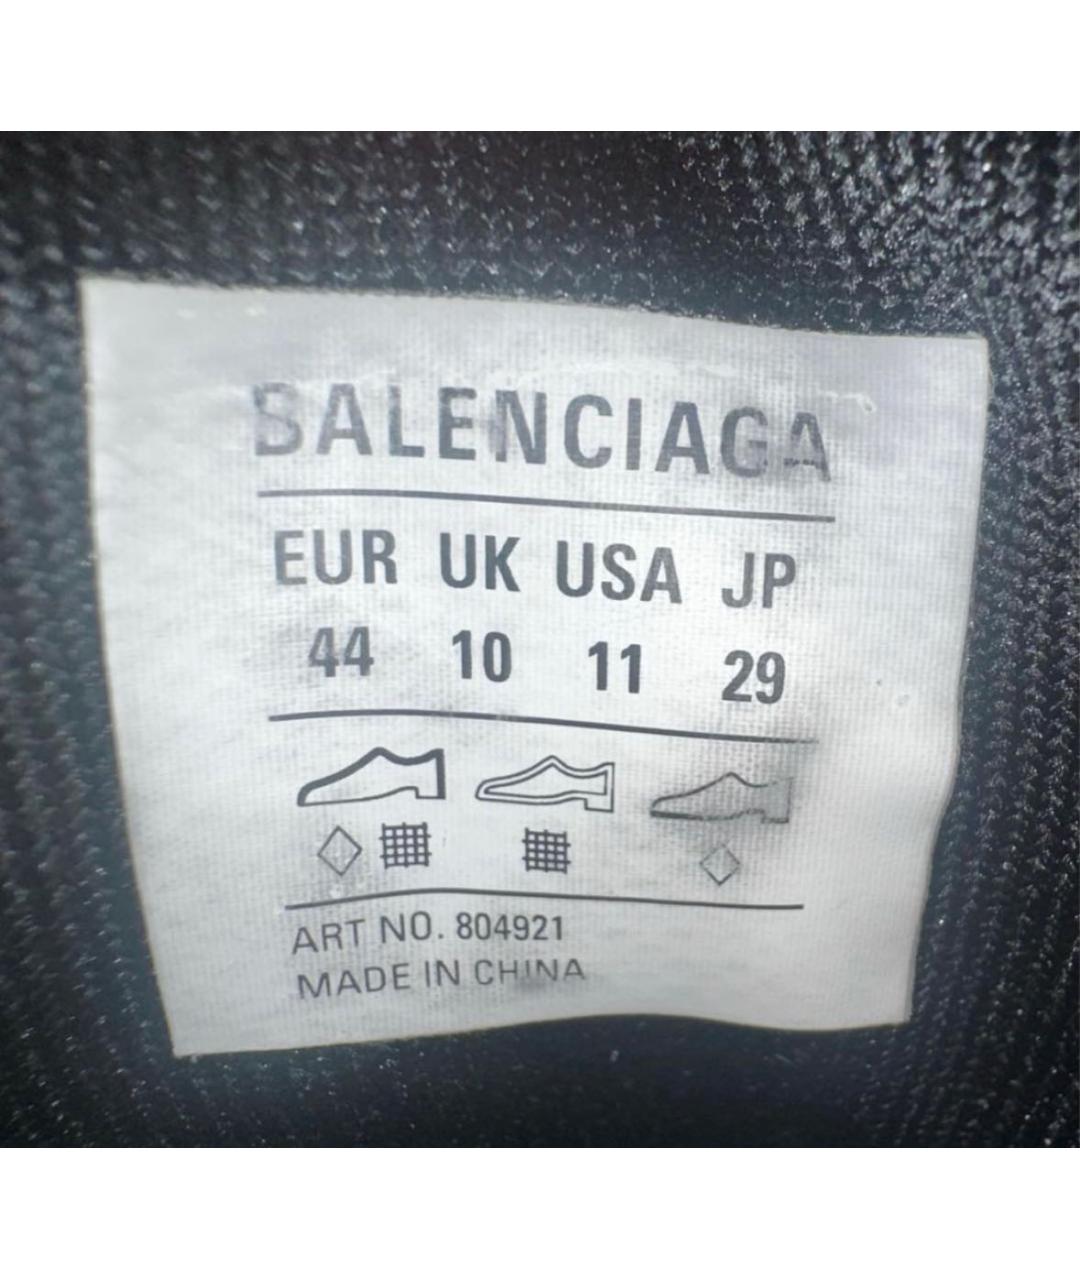 BALENCIAGA
EUR UK USA JP
44 10 11 29
ART NO. 804921
MADE IN CHINA